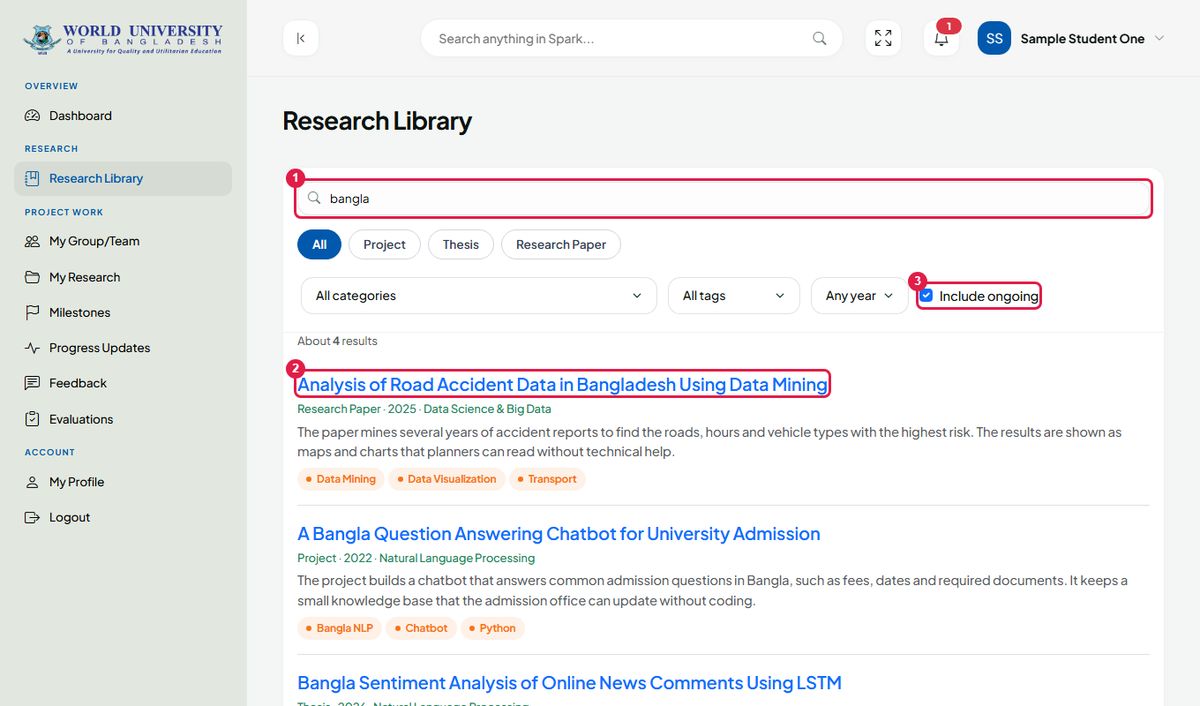 WORLD UNIVERSITY
OF BANGLADESH
A University for Quality and Utilitarian Education
Search anything in Spark...
1
SS
Sample Student One
OVERVIEW
Dashboard
RESEARCH
Research Library
PROJECT WORK
My Group/Team
My Research
Milestones
Progress Updates
Feedback
Evaluations
ACCOUNT
My Profile
Logout
Research Library
1
bangla
All
Project
Thesis
Research Paper
All categories
All tags
Any year
3
Include ongoing
About 4 results
2
Analysis of Road Accident Data in Bangladesh Using Data Mining
Research Paper · 2025 · Data Science & Big Data
The paper mines several years of accident reports to find the roads, hours and vehicle types with the highest risk. The results are shown as
maps and charts that planners can read without technical help.
Data Mining
Data Visualization
Transport
A Bangla Question Answering Chatbot for University Admission
Project · 2022 · Natural Language Processing
The project builds a chatbot that answers common admission questions in Bangla, such as fees, dates and required documents. It keeps a
small knowledge base that the admission office can update without coding.
Bangla NLP
Chatbot
Python
Bangla Sentiment Analysis of Online News Comments Using LSTM
Thesis · 2026 · Natural Language Processing